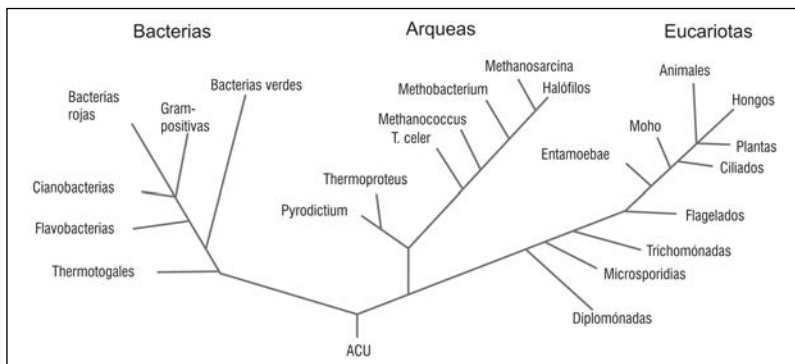 Bacterias
Arqueas
Eucariotas
Bacterias
rojas
Gram-
positivas
Bacterias verdes
Cianobacterias
Flavobacterias
Thermotogales
Methanosarcina
Methobacterium
Halófilos
Methanococcus
T. celer
Thermoproteus
Pyrodictium
Animales
Hongos
Moho
Plantas
Entamoebae
Ciliados
Flagelados
Trichomónadas
Microsporidias
Diplomónadas
ACU